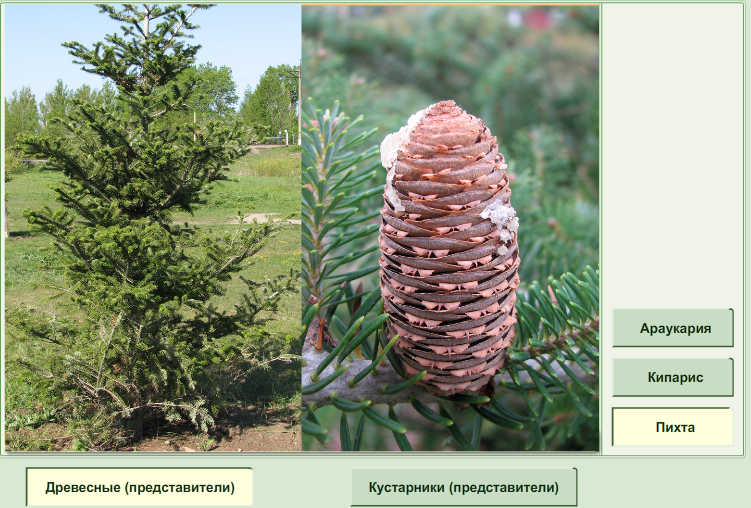 Араукария
Кипарис
Пихта
Древесные (представители)
Кустарники (представители)